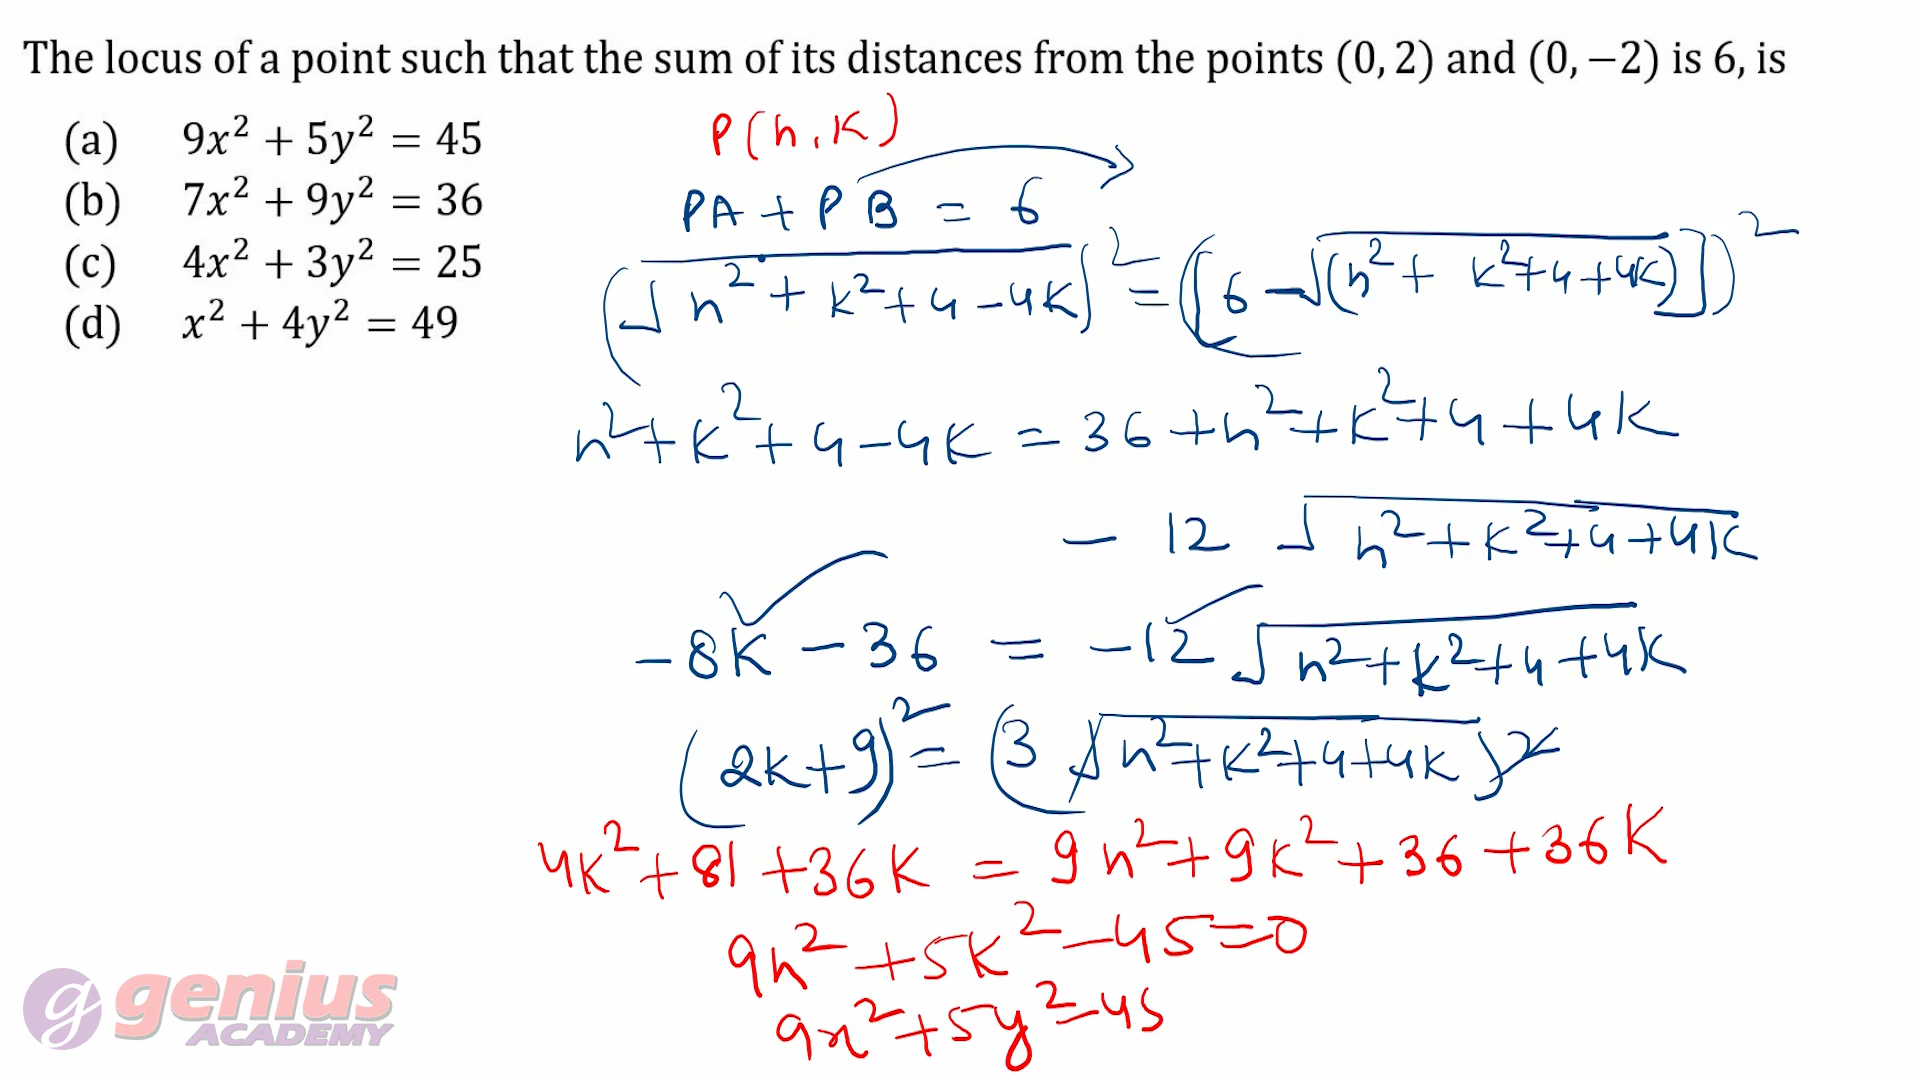 The locus of a point such that the sum of its distances from the points (0, 2) and (0, −2) is 6, is
(a) 9x² + 5y² = 45
(b) 7x² + 9y² = 36
(c) 4x² + 3y² = 25
(d) x² + 4y² = 49
P(h,K)
PA + PB = 6
(√h²+K²+4−4K)² = ([6−√(h²+K²+4+4K)])²
h²+K²+4−4K = 36+h²+K²+4+4K
− 12 √h²+K²+4+4K
−8K − 36 = −12 √h²+K²+4+4K
(2K+9)² = (3 √h²+K²+4+4K)²
4K²+81+36K = 9h²+9K²+36+36K
9h²+5K²−45=0
9x²+5y²=45
g genius
ACADEMY